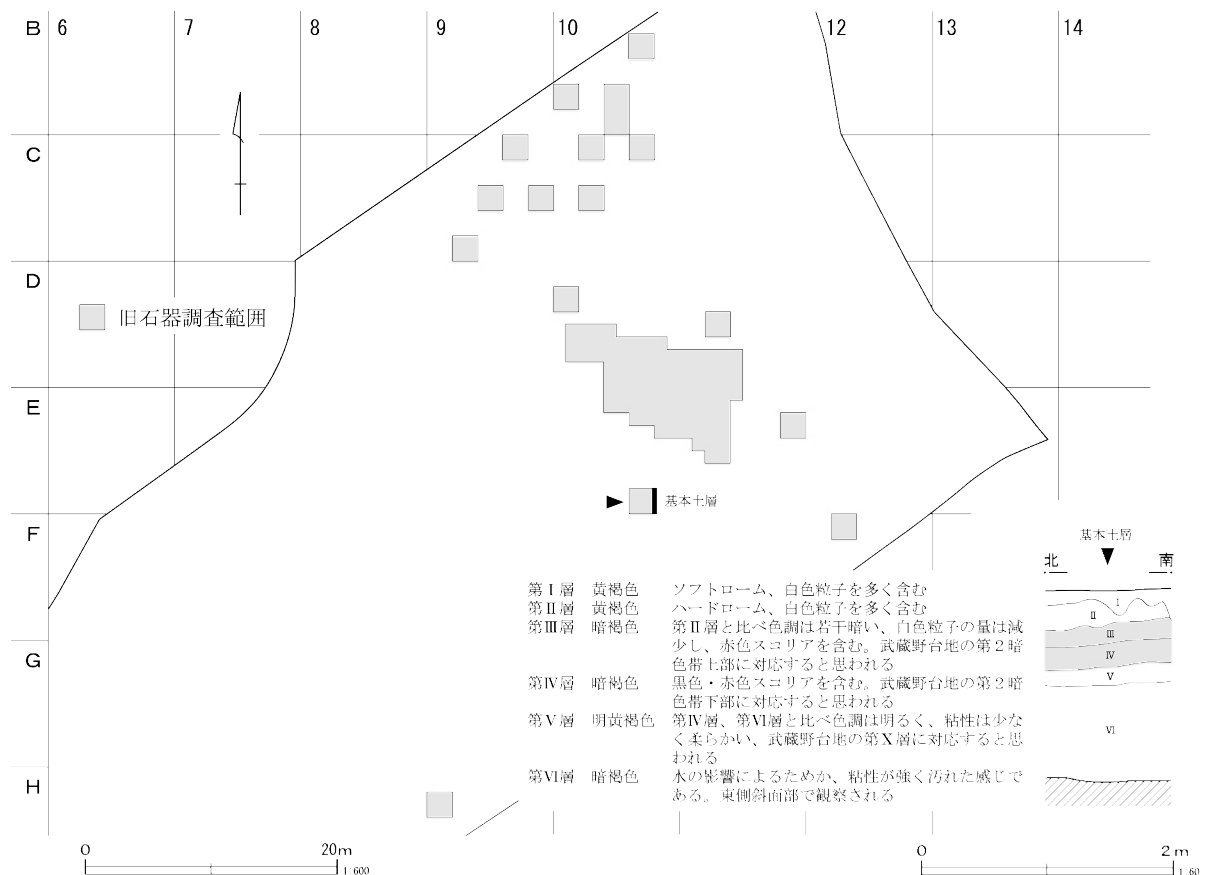 B 6 7 8 9 10 12 13 14
C
D
旧石器調査範囲
E
基本土層
F
基本土層
北 南
第Ⅰ層 黄褐色 ソフトローム、白色粒子を多く含む
第Ⅱ層 黄褐色 ハードローム、白色粒子を多く含む
第Ⅲ層 暗褐色 第Ⅱ層と比べ色調は若干暗い、白色粒子の量は減
少し、赤色スコリアを含む。武蔵野台地の第2暗
色帯上部に対応すると思われる
第Ⅳ層 暗褐色 黒色・赤色スコリアを含む。武蔵野台地の第2暗
色帯下部に対応すると思われる
第Ⅴ層 明黄褐色 第Ⅳ層、第Ⅵ層と比べ色調は明るく、粘性は少な
く柔らかい、武蔵野台地の第Ⅹ層に対応すると思
われる
第Ⅵ層 暗褐色 水の影響によるためか、粘性が強く汚れた感じで
ある。東側斜面部で観察される
Ⅰ
Ⅱ
Ⅲ
Ⅳ
Ⅴ
Ⅵ
G
H
0 20m
1:600
0 2m
1:60